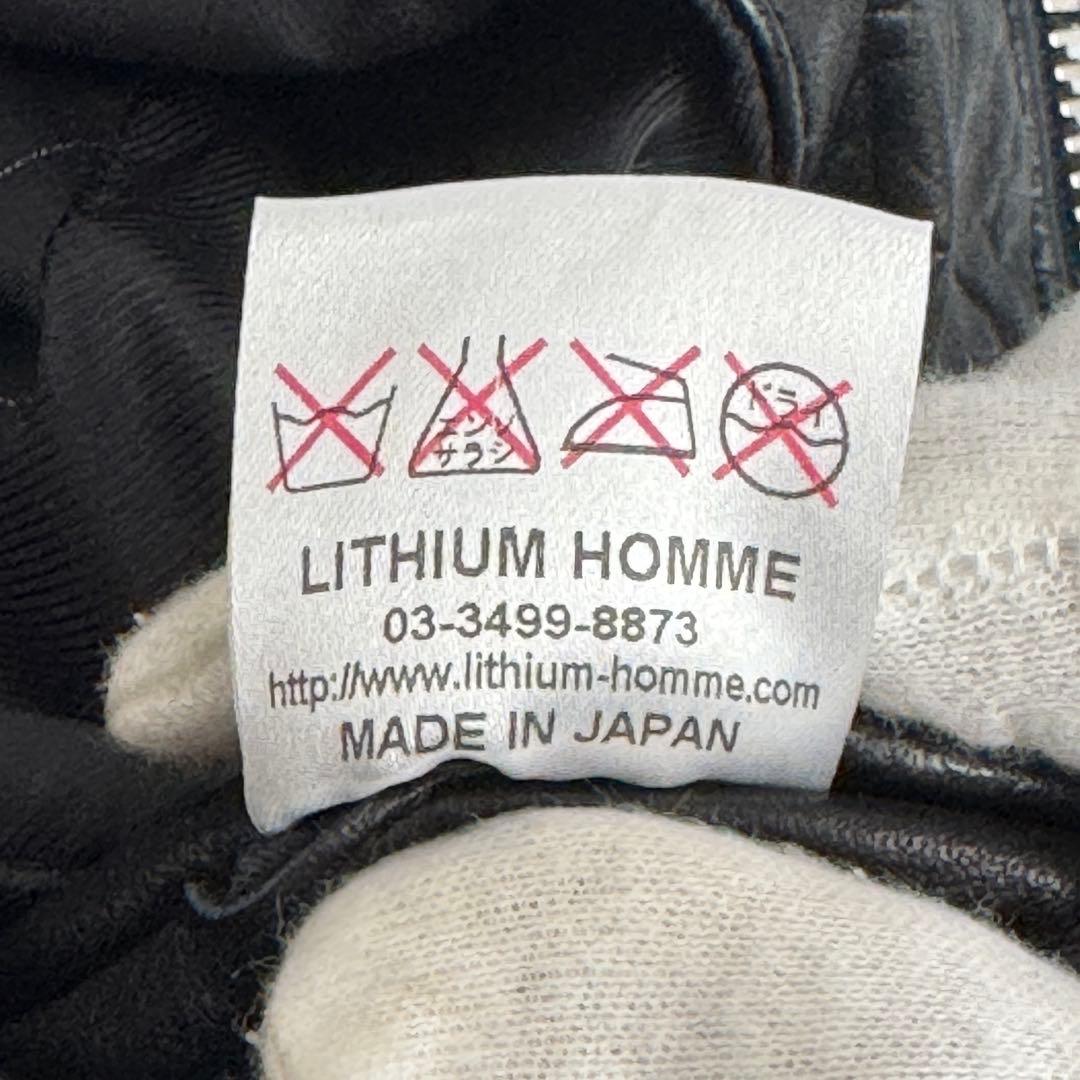 エンソ
サラシ
ドライ
LITHIUM HOMME
03-3499-8873
http://www.lithium-homme.com
MADE IN JAPAN